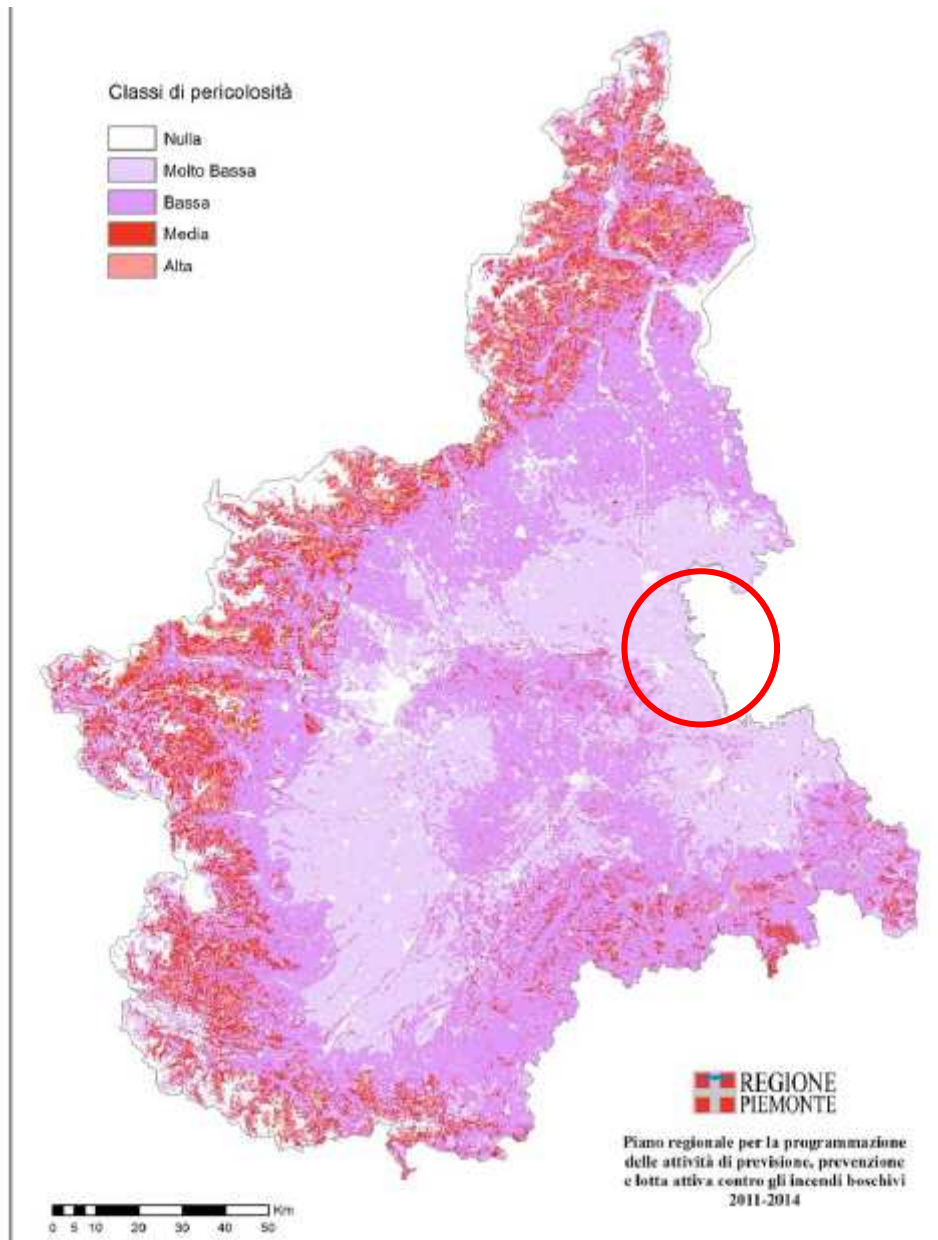 Classi di pericolosità
Nulla
Molto Bassa
Bassa
Media
Alta
REGIONE
PIEMONTE
Piano regionale per la programmazione
delle attività di previsione, prevenzione
e lotta attiva contro gli incendi boschivi
2011-2014
Km
0 5 10 20 30 40 50